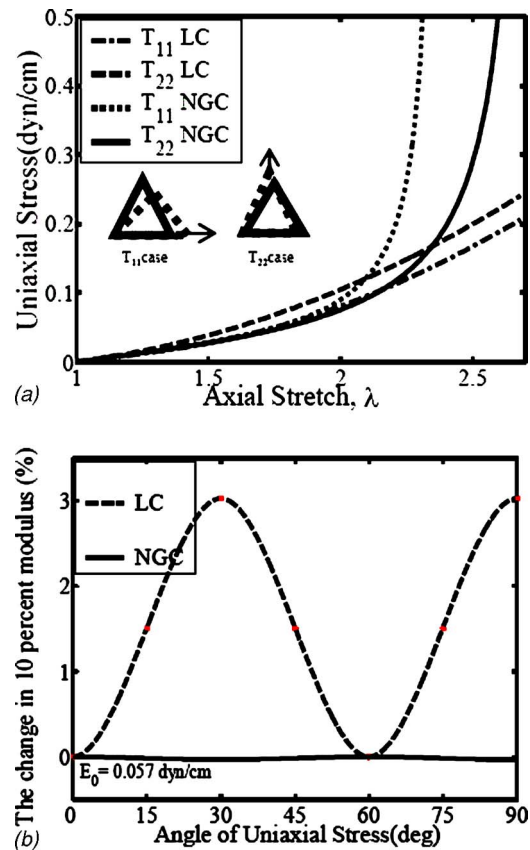 0.5
0.4
0.3
0.2
0.1
0
Uniaxial Stress(dyn/cm)
T11 LC
T22 LC
T11 NGC
T22 NGC
T11case
T22case
1 1.5 2 2.5
Axial Stretch, λ
(a)
The change in 10 percent modulus (%)
3
2
1
0
LC
NGC
E0= 0.057 dyn/cm
0 15 30 45 60 75 90
Angle of Uniaxial Stress(deg)
(b)